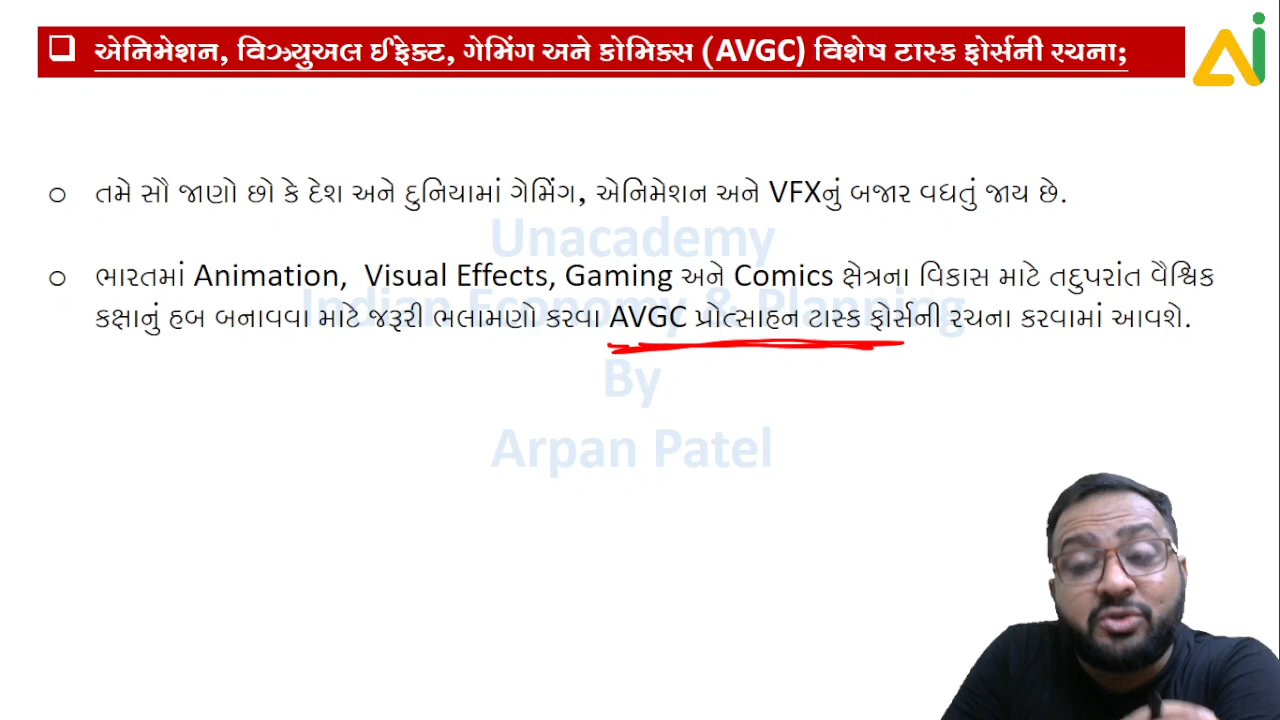 એનિમેશન, વિઝ્યુઅલ ઈફેક્ટ, ગેમિંગ અને કોમિક્સ (AVGC) વિશેષ ટાસ્ક ફોર્સની રચના;
તમે સૌ જાણો છો કે દેશ અને દુનિયામાં ગેમિંગ, એનિમેશન અને VFXનું બજાર વધતું જાય છે.
ભારતમાં Animation, Visual Effects, Gaming અને Comics ક્ષેત્રના વિકાસ માટે તદુપરાંત વૈશ્વિક
કક્ષાનું હબ બનાવવા માટે જરૂરી ભલામણો કરવા AVGC પ્રોત્સાહન ટાસ્ક ફોર્સની રચના કરવામાં આવશે.
Unacademy
Indian Economy & Planning
By
Arpan Patel